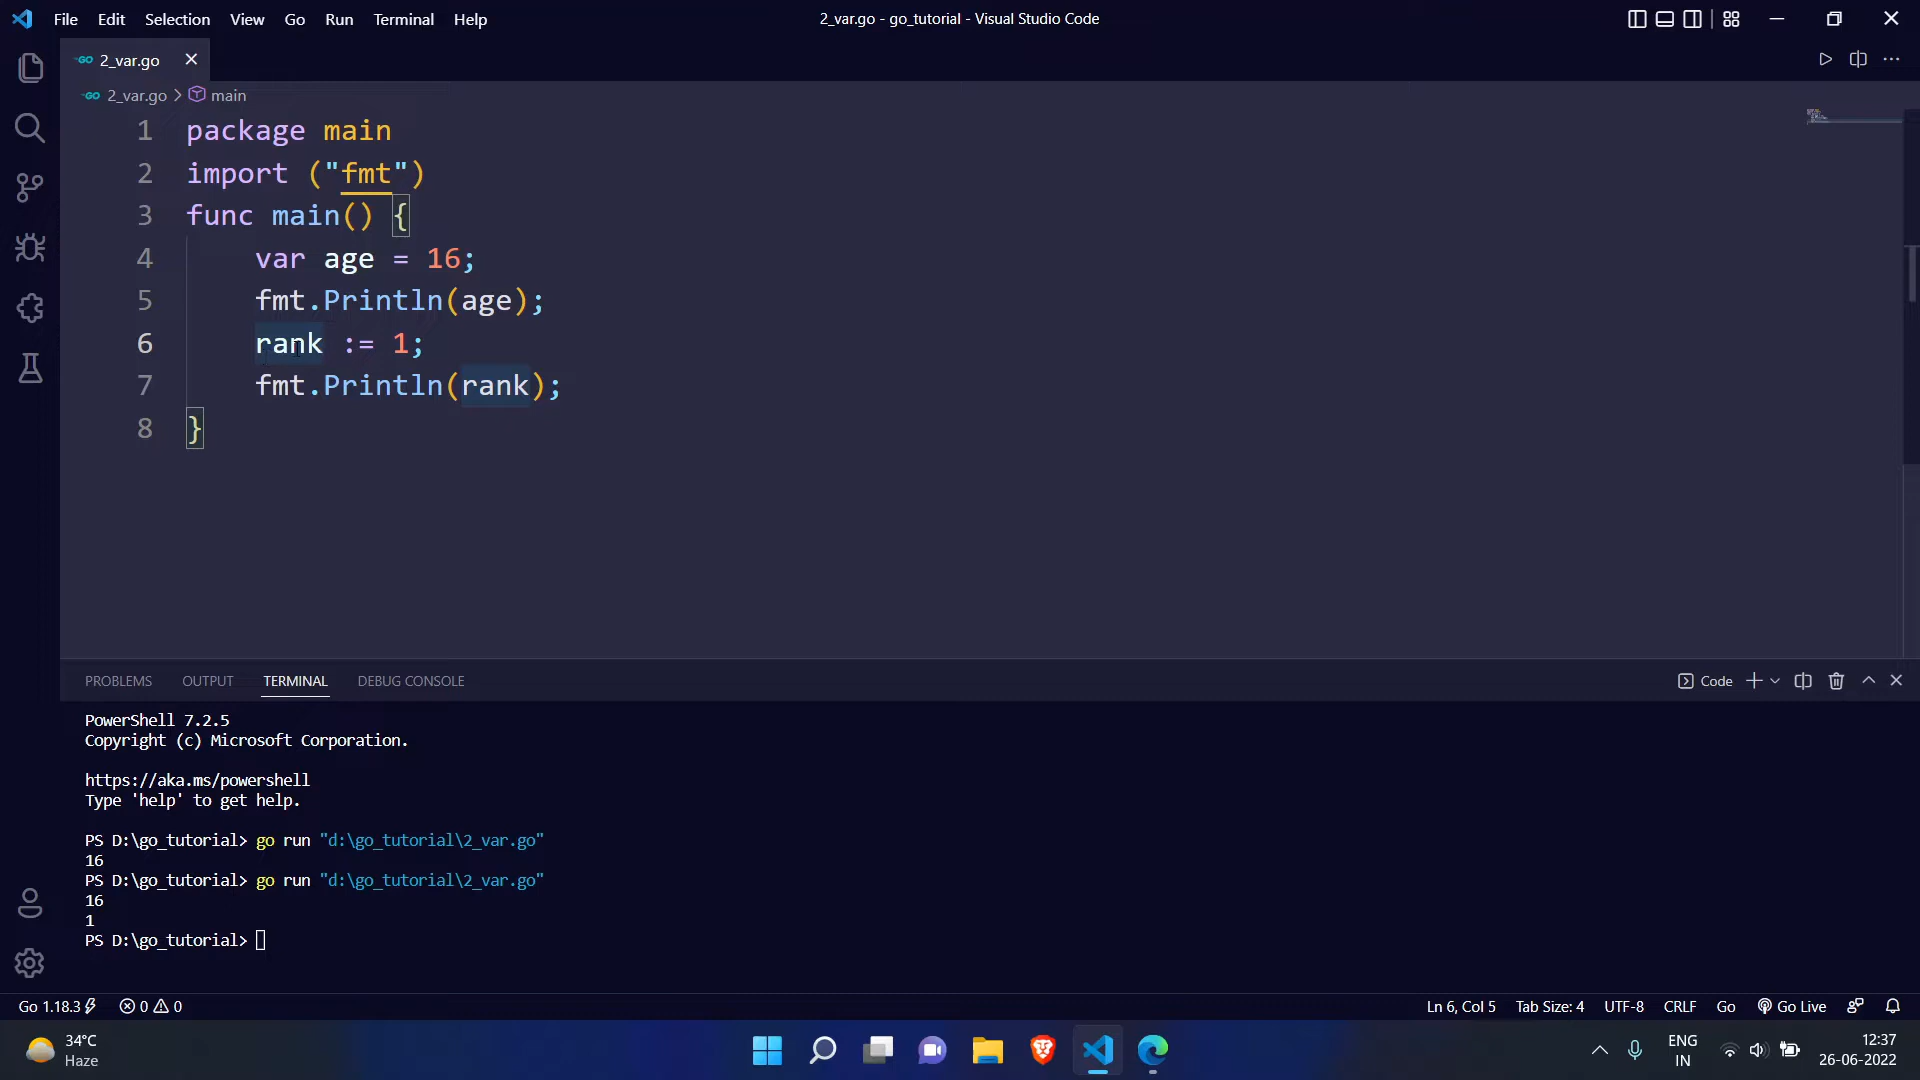 File Edit Selection View Go Run Terminal Help
2_var.go - go_tutorial - Visual Studio Code
GO 2_var.go
GO 2_var.go > main
1 package main
2 import ("fmt")
3 func main() {
4 var age = 16;
5 fmt.Println(age);
6 rank := 1;
7 fmt.Println(rank);
8 }
PROBLEMS OUTPUT TERMINAL DEBUG CONSOLE
Code
PowerShell 7.2.5
Copyright (c) Microsoft Corporation.
https://aka.ms/powershell
Type 'help' to get help.
PS D:\go_tutorial> go run "d:\go_tutorial\2_var.go"
16
PS D:\go_tutorial> go run "d:\go_tutorial\2_var.go"
16
1
PS D:\go_tutorial>
Go 1.18.3 0 0
Ln 6, Col 5 Tab Size: 4 UTF-8 CRLF Go Go Live
34°C
Haze
ENG
IN
12:37
26-06-2022